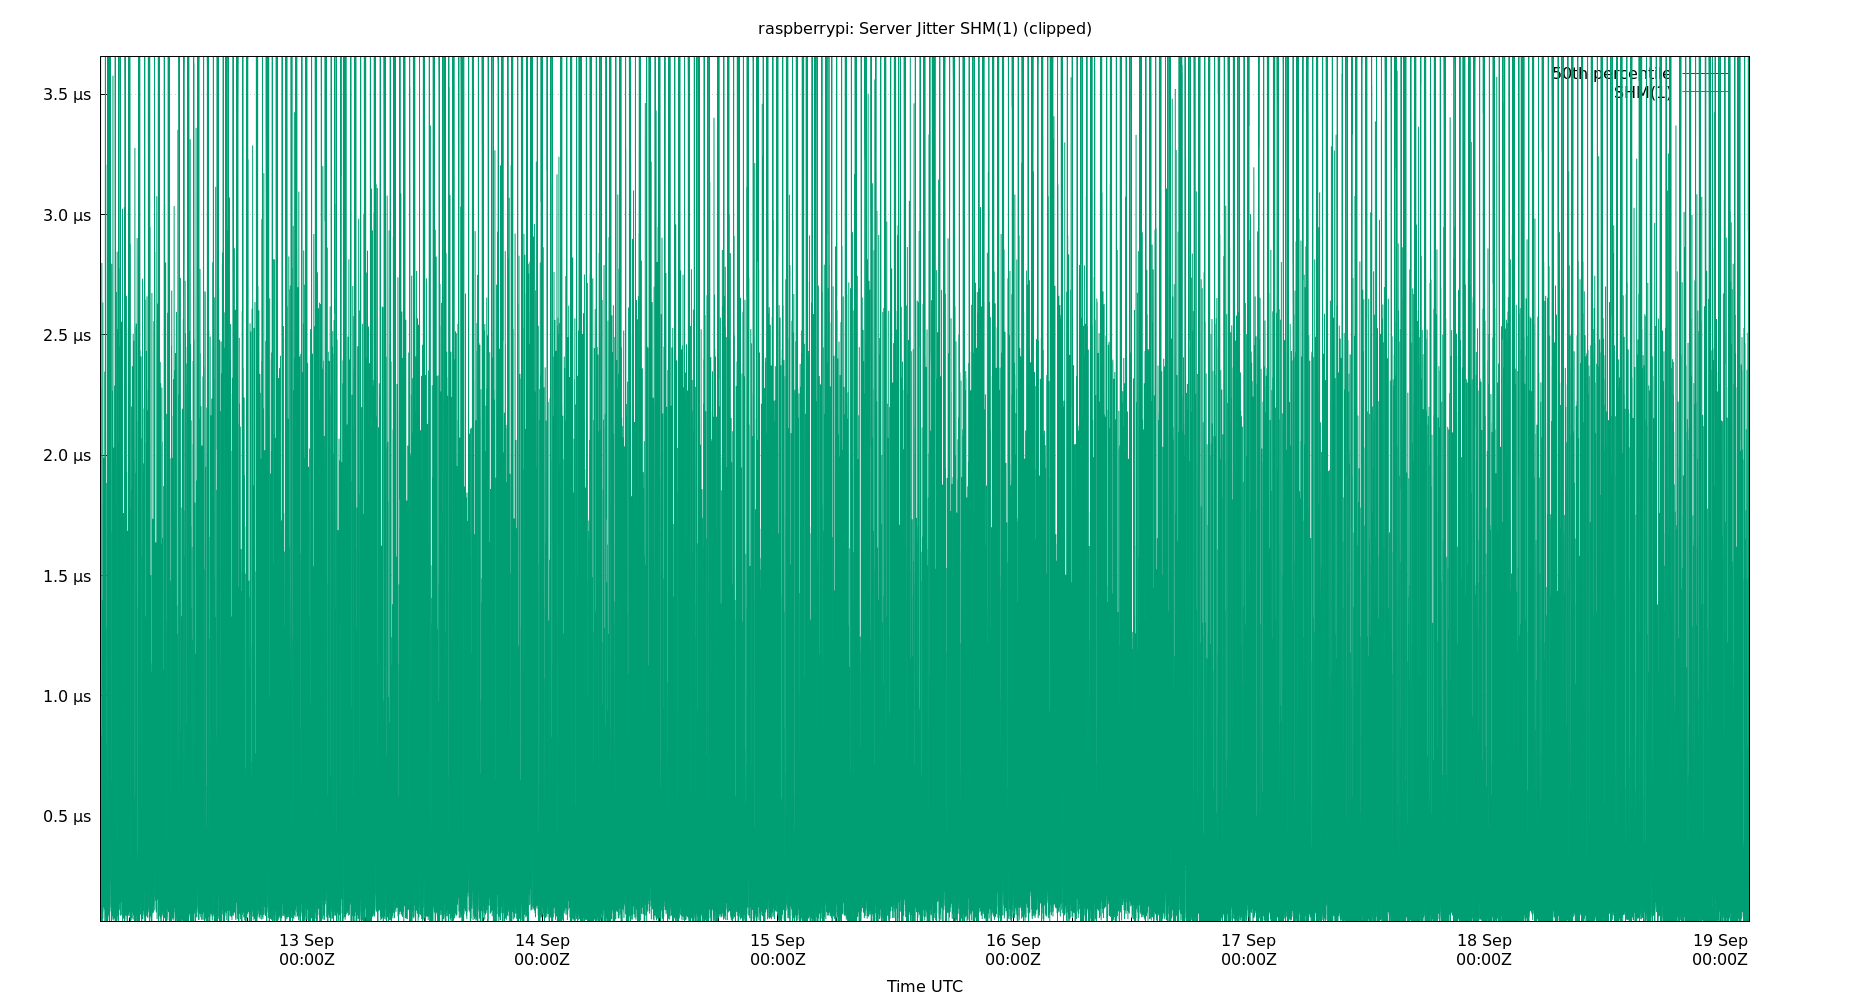 raspberrypi: Server Jitter SHM(1) (clipped)
50th percentile
SHM(1)
3.5 µs
3.0 µs
2.5 µs
2.0 µs
1.5 µs
1.0 µs
0.5 µs
13 Sep 14 Sep 15 Sep 16 Sep 17 Sep 18 Sep 19 Sep
00:00Z 00:00Z 00:00Z 00:00Z 00:00Z 00:00Z 00:00Z
Time UTC